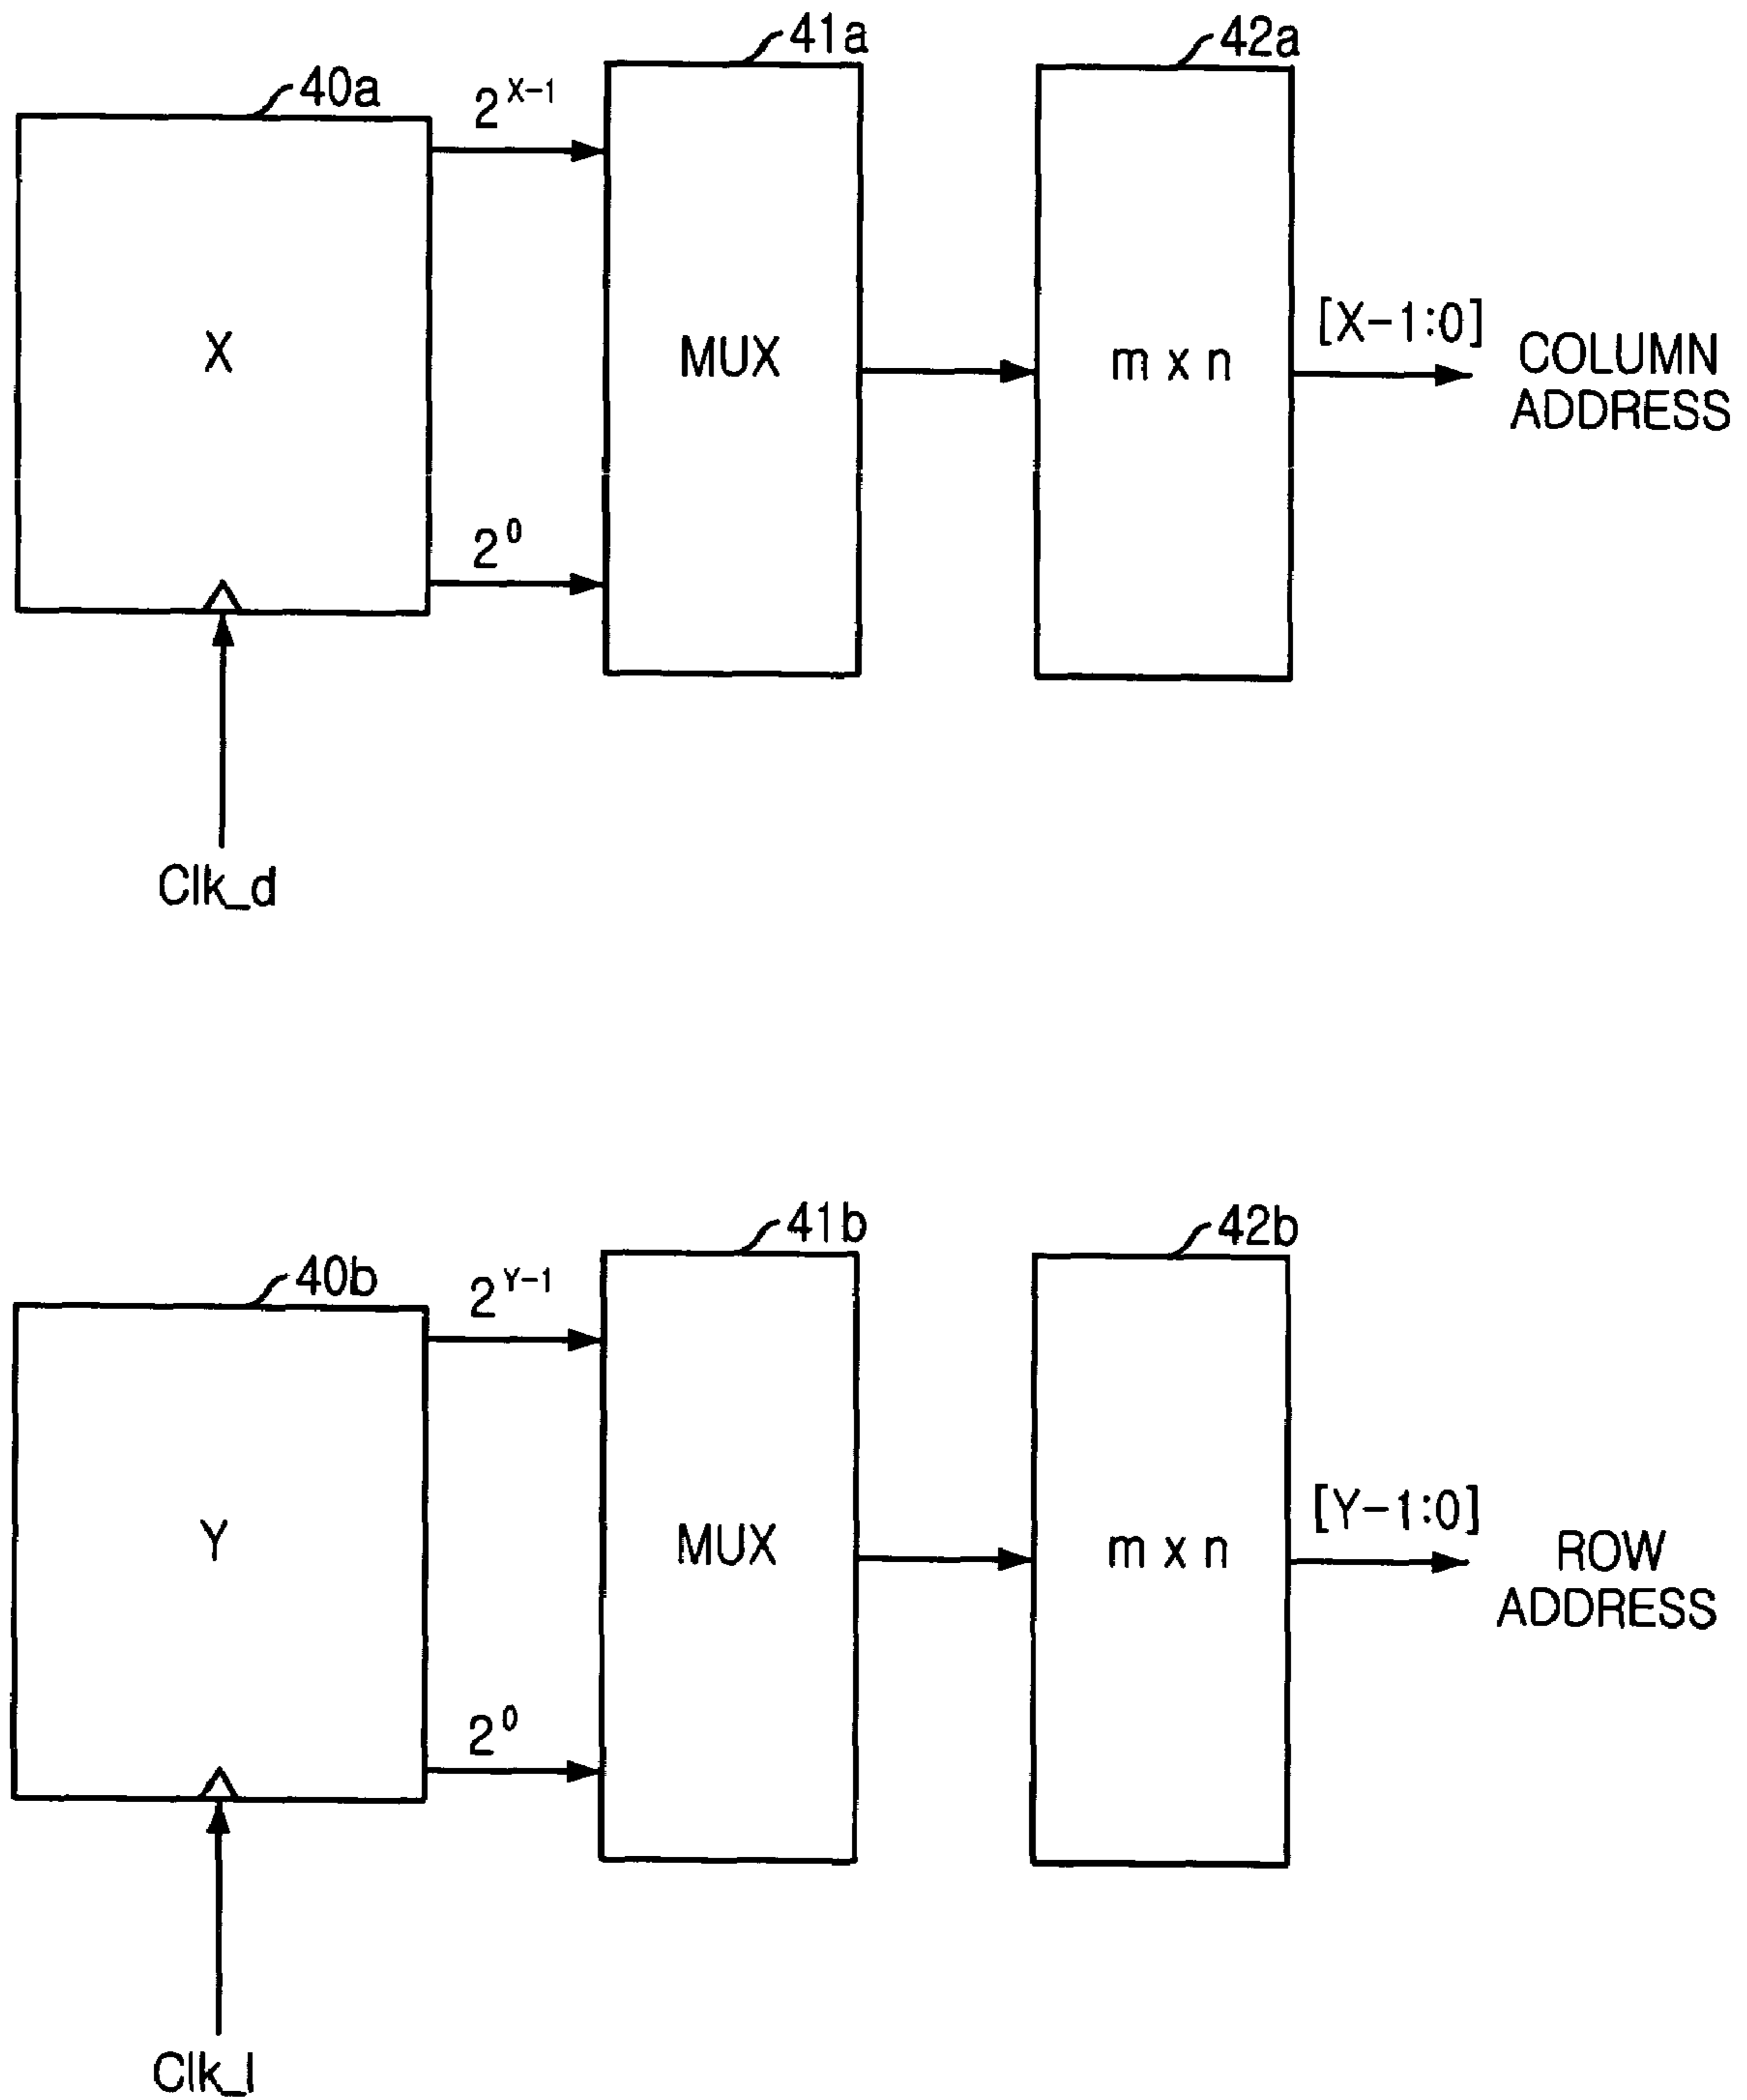 40a
41a
42a
2^X-1
X
MUX
m x n
[X-1:0]
COLUMN
ADDRESS
2^0
Clk_d
40b
41b
42b
2^Y-1
Y
MUX
m x n
[Y-1:0]
ROW
ADDRESS
2^0
Clk_l